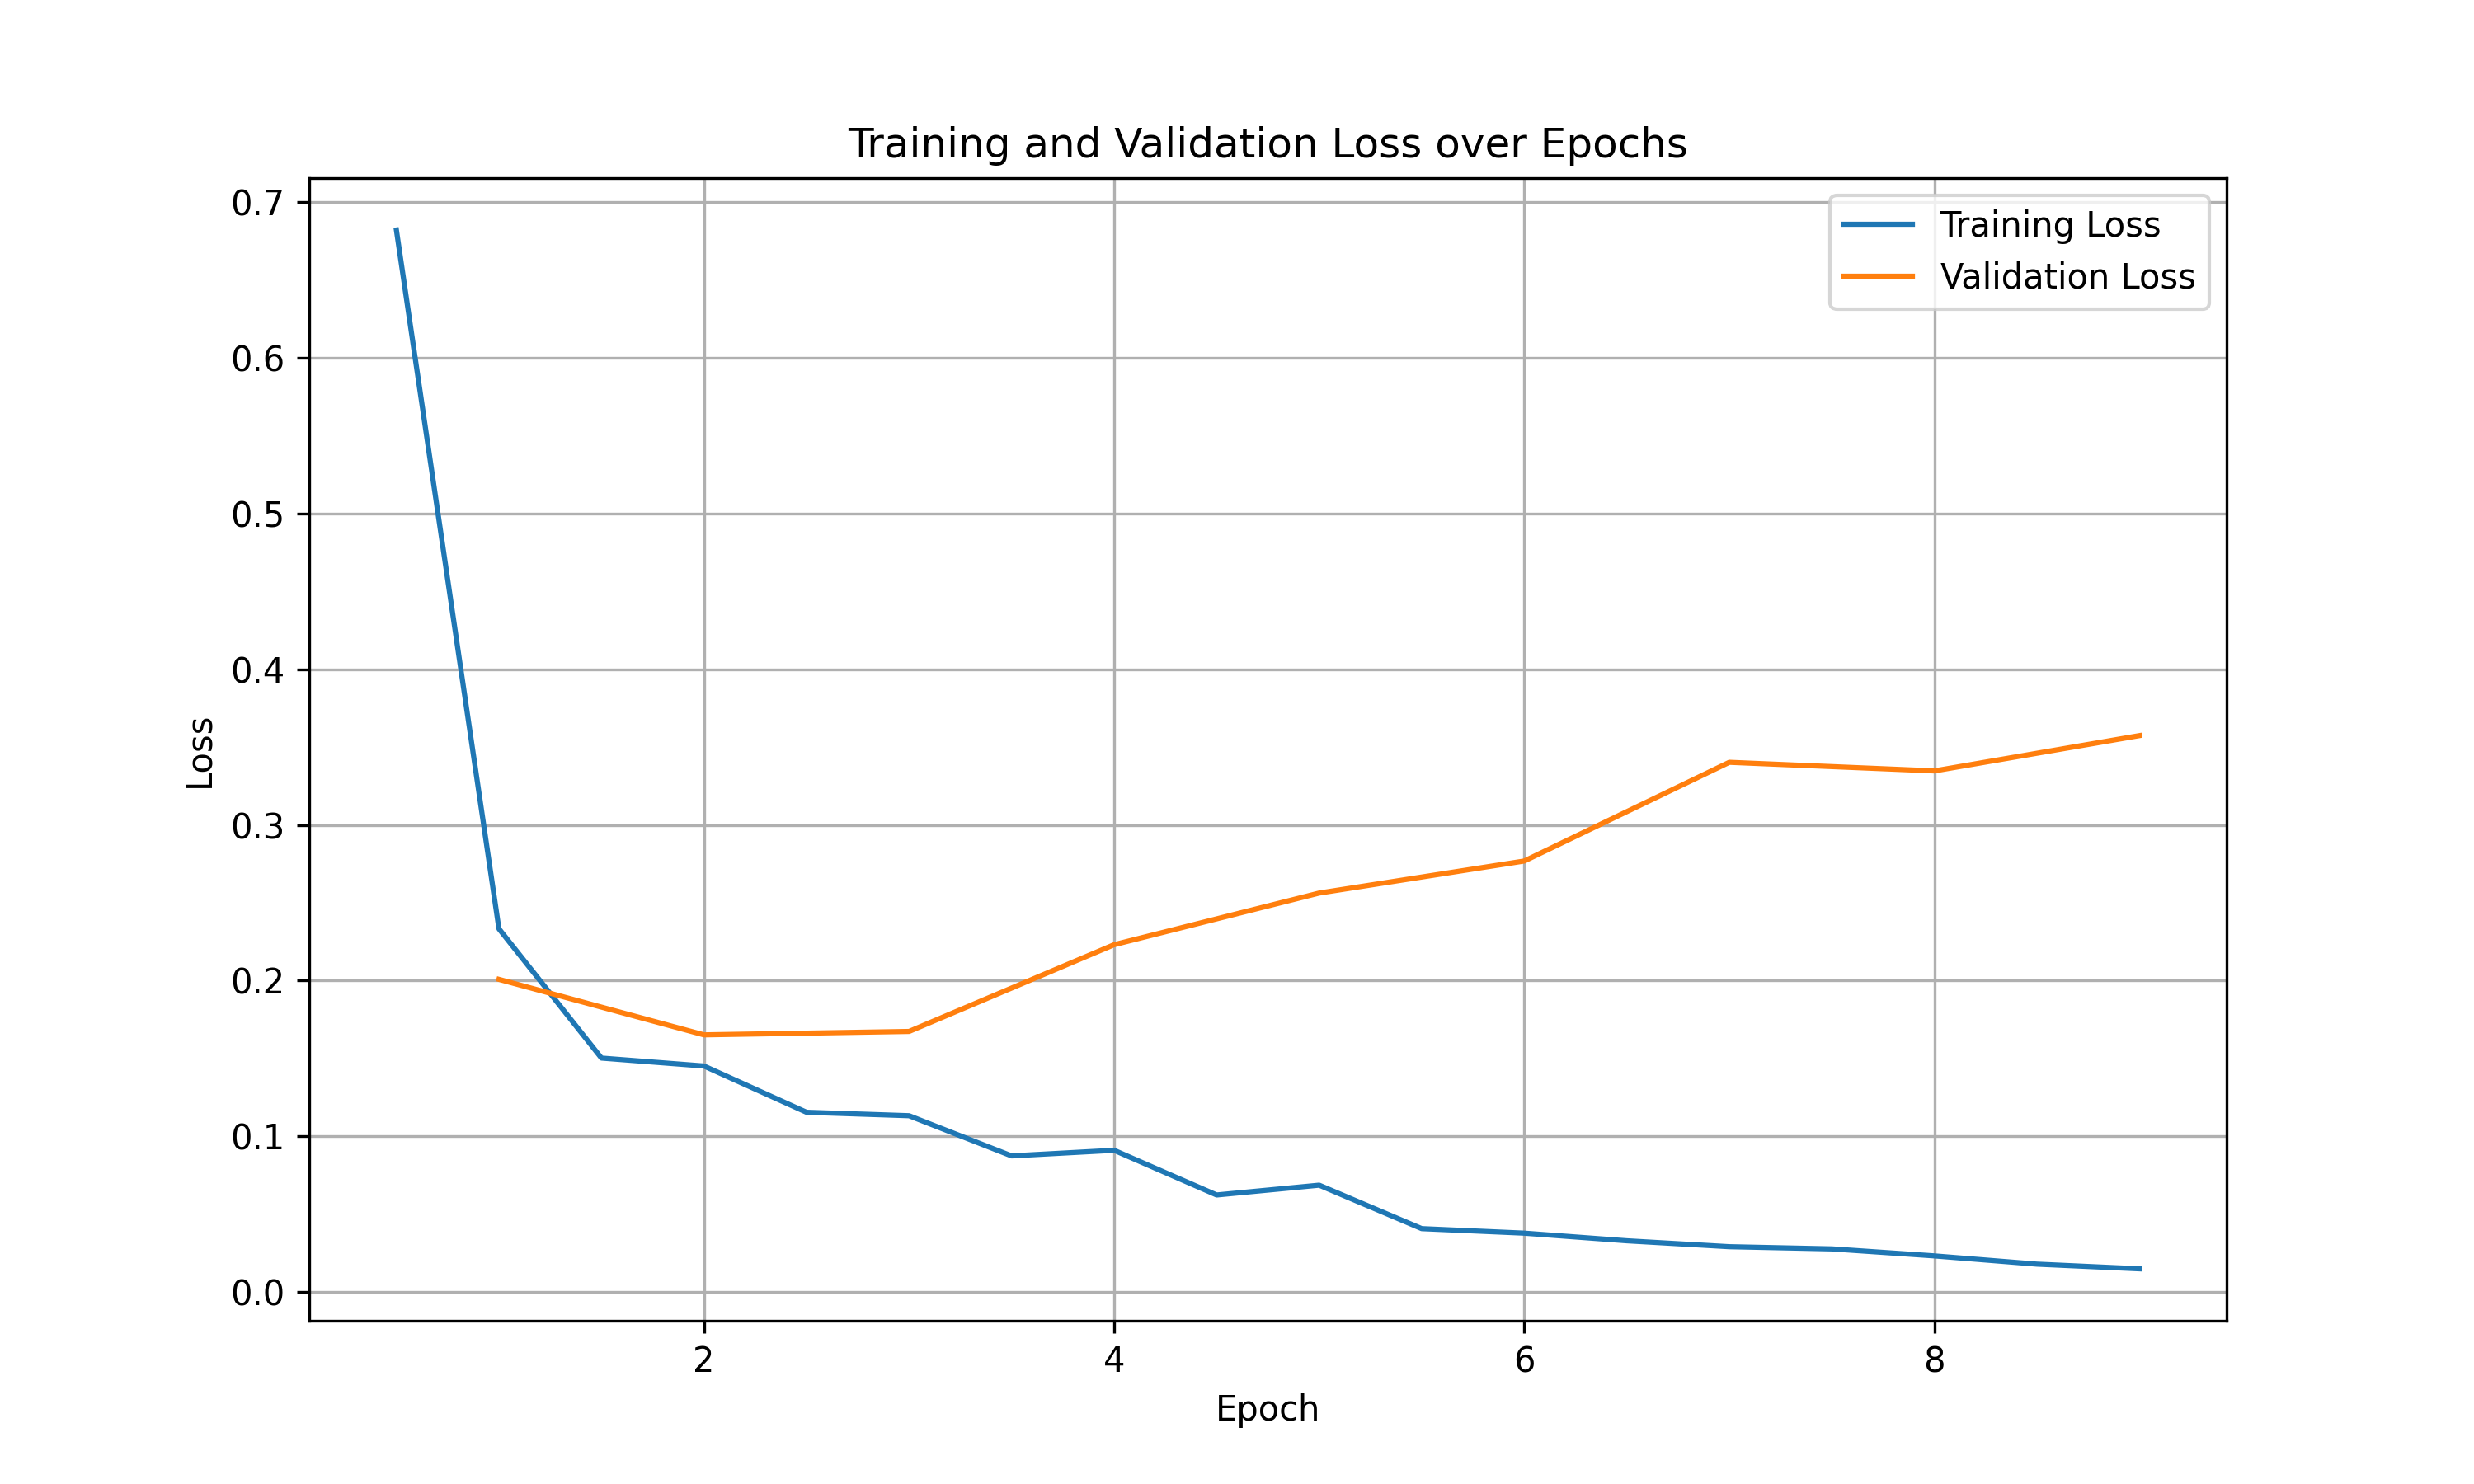 Training and Validation Loss over Epochs
Training Loss
Validation Loss
0.7
0.6
0.5
0.4
0.3
0.2
0.1
0.0
Loss
2 4 6 8
Epoch